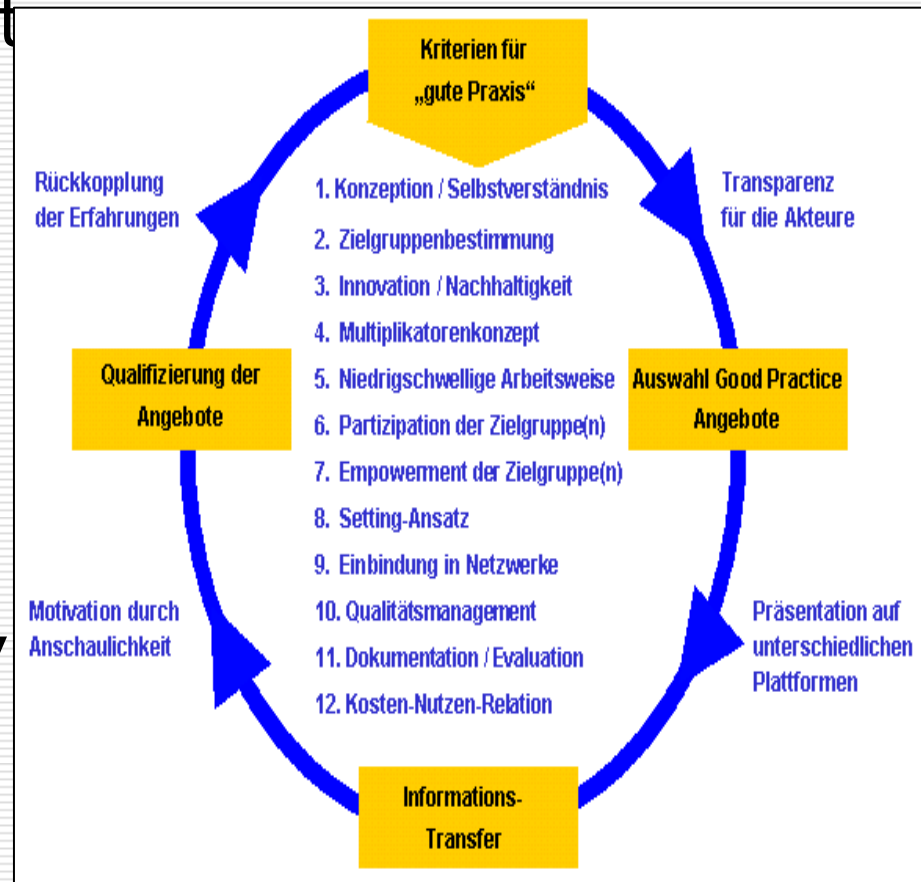 t
Kriterien für
„gute Praxis“
Rückkopplung
der Erfahrungen
Transparenz
für die Akteure
1. Konzeption / Selbstverständnis
2. Zielgruppenbestimmung
3. Innovation / Nachhaltigkeit
4. Multiplikatorenkonzept
5. Niedrigschwellige Arbeitsweise
6. Partizipation der Zielgruppe(n)
7. Empowerment der Zielgruppe(n)
8. Setting-Ansatz
9. Einbindung in Netzwerke
10. Qualitätsmanagement
11. Dokumentation / Evaluation
12. Kosten-Nutzen-Relation
Qualifizierung der
Angebote
Auswahl Good Practice
Angebote
Motivation durch
Anschaulichkeit
Präsentation auf
unterschiedlichen
Plattformen
Informations-
Transfer